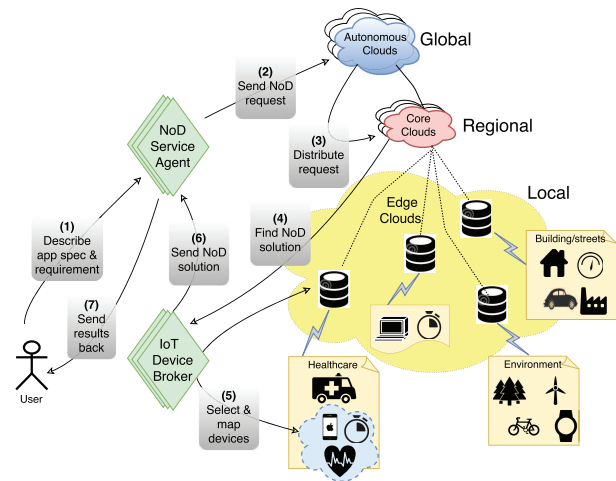 Autonomous
Clouds
Global
(2)
Send NoD
request
Core
Clouds
Regional
NoD
Service
Agent
(3)
Distribute
request
Local
Edge
Clouds
(1)
Describe
app spec &
requirement
(6)
Send NoD
solution
(4)
Find NoD
solution
Building/streets
(7)
Send
results
back
IoT
Device
Broker
User
Healthcare
Environment
(5)
Select &
map
devices